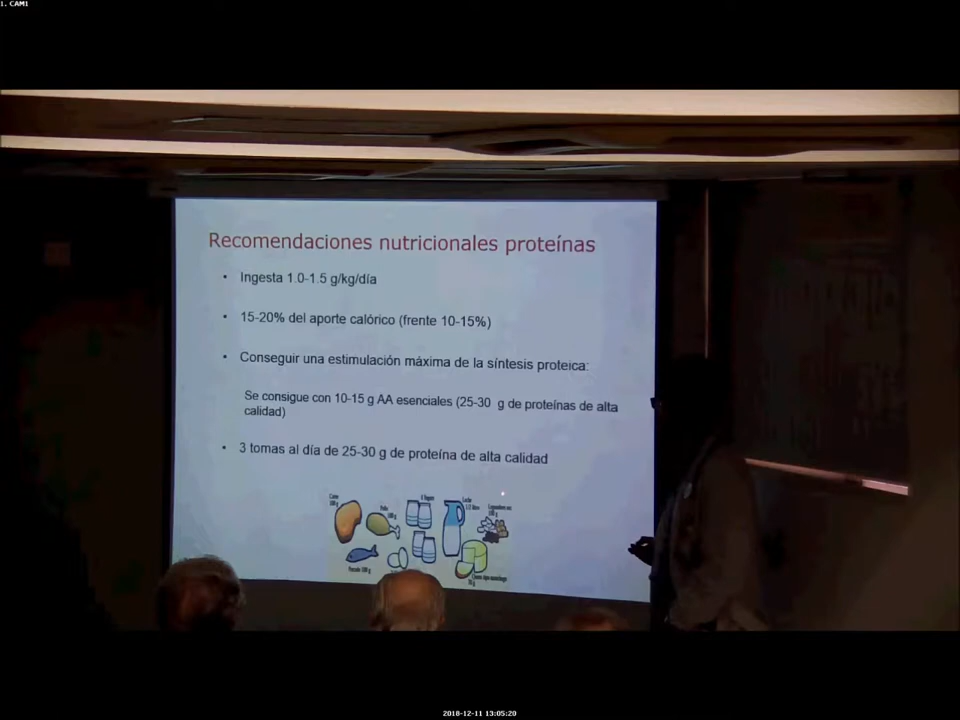 1. CAM1
Recomendaciones nutricionales proteínas
• Ingesta 1.0-1.5 g/kg/día
• 15-20% del aporte calórico (frente 10-15%)
• Conseguir una estimulación máxima de la síntesis proteica:
Se consigue con 10-15 g AA esenciales (25-30 g de proteínas de alta
calidad)
• 3 tomas al día de 25-30 g de proteína de alta calidad
Carne
Pollo
Leche
2018-12-11 13:05:20